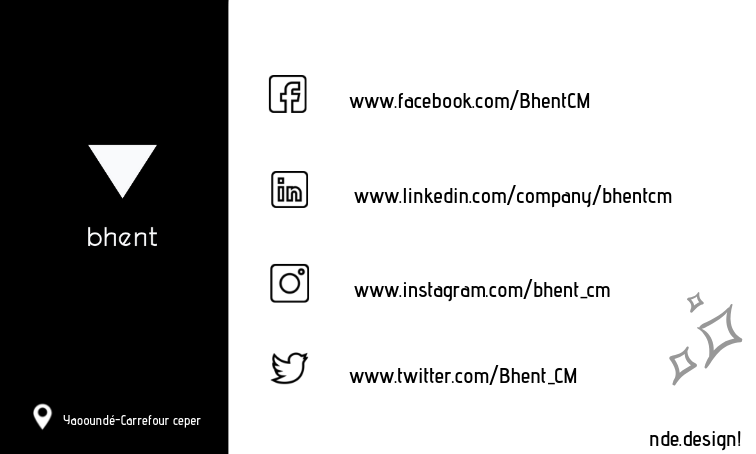 bhent
Yaooundé-Carrefour ceper
www.facebook.com/BhentCM
www.linkedin.com/company/bhentcm
www.instagram.com/bhent_cm
www.twitter.com/Bhent_CM
nde.design!